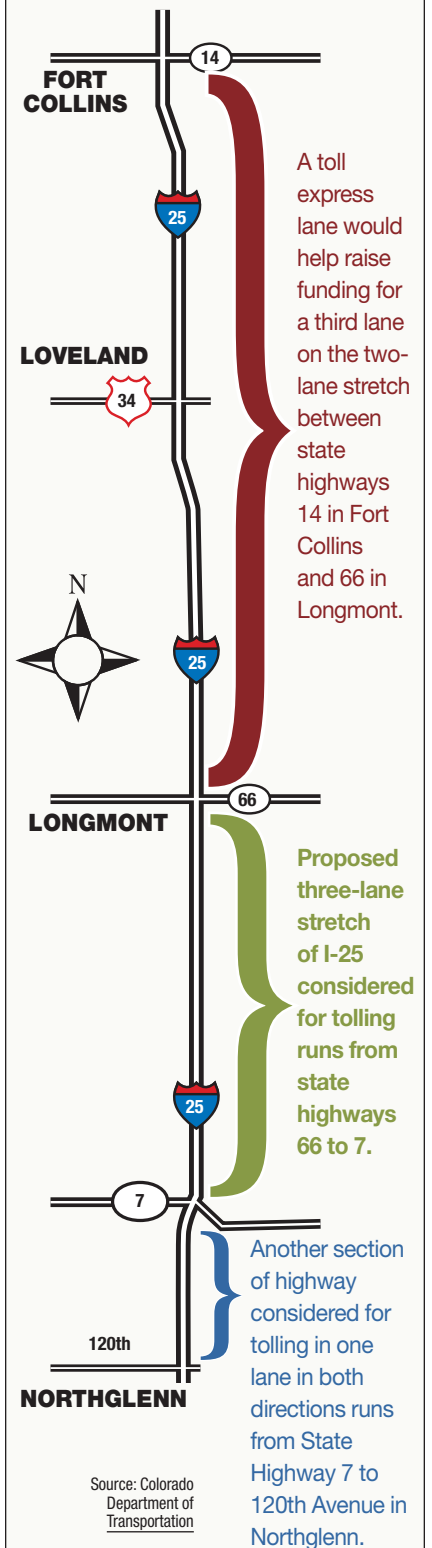 14
FORT
COLLINS
A toll
express
lane would
help raise
funding for
a third lane
on the two-
lane stretch
between
state
highways
14 in Fort
Collins
and 66 in
Longmont.
25
LOVELAND
34
N
25
66
LONGMONT
Proposed
three-lane
stretch
of I-25
considered
for tolling
runs from
state
highways
66 to 7.
25
7
Another section
of highway
considered for
tolling in one
lane in both
directions runs
from State
Highway 7 to
120th Avenue in
Northglenn.
120th
NORTHGLENN
Source: Colorado
Department of
Transportation